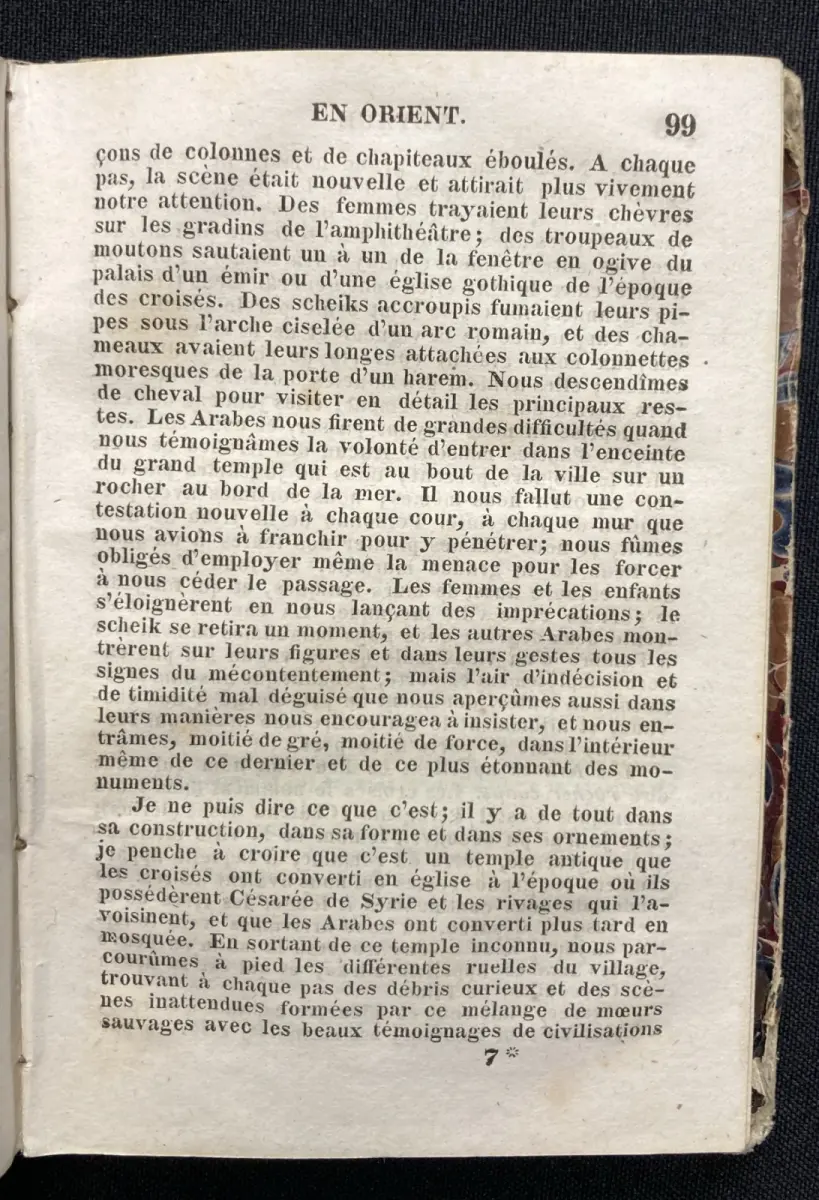 EN ORIENT.
99
çons de colonnes et de chapiteaux éboulés. A chaque
pas, la scène était nouvelle et attirait plus vivement
notre attention. Des femmes trayaient leurs chèvres
sur les gradins de l'amphithéâtre; des troupeaux de
moutons sautaient un à un de la fenêtre en ogive du
palais d'un émir ou d'une église gothique de l'époque
des croisés. Des scheiks accroupis fumaient leurs pi-
pes sous l'arche ciselée d'un arc romain, et des cha-
meaux avaient leurs longes attachées aux colonnettes
moresques de la porte d'un harem. Nous descendîmes
de cheval pour visiter en détail les principaux res-
tes. Les Arabes nous firent de grandes difficultés quand
nous témoignâmes la volonté d'entrer dans l'enceinte
du grand temple qui est au bout de la ville sur un
rocher au bord de la mer. Il nous fallut une con-
testation nouvelle à chaque cour, à chaque mur que
nous avions à franchir pour y pénétrer; nous fûmes
obligés d'employer même la menace pour les forcer
à nous céder le passage. Les femmes et les enfants
s'éloignèrent en nous lançant des imprécations; le
scheik se retira un moment, et les autres Arabes mon-
trèrent sur leurs figures et dans leurs gestes tous les
signes du mécontentement; mais l'air d'indécision et
de timidité mal déguisé que nous aperçûmes aussi dans
leurs manières nous encouragea à insister, et nous en-
trâmes, moitié de gré, moitié de force, dans l'intérieur
même de ce dernier et de ce plus étonnant des mo-
numents.
Je ne puis dire ce que c'est; il y a de tout dans
sa construction, dans sa forme et dans ses ornements;
je penche à croire que c'est un temple antique que
les croisés ont converti en église à l'époque où ils
possédèrent Césarée de Syrie et les rivages qui l'a-
voisinent, et que les Arabes ont converti plus tard en
mosquée. En sortant de ce temple inconnu, nous par-
courûmes à pied les différentes ruelles du village,
trouvant à chaque pas des débris curieux et des scè-
nes inattendues formées par ce mélange de mœurs
sauvages avec les beaux témoignages de civilisations
7*